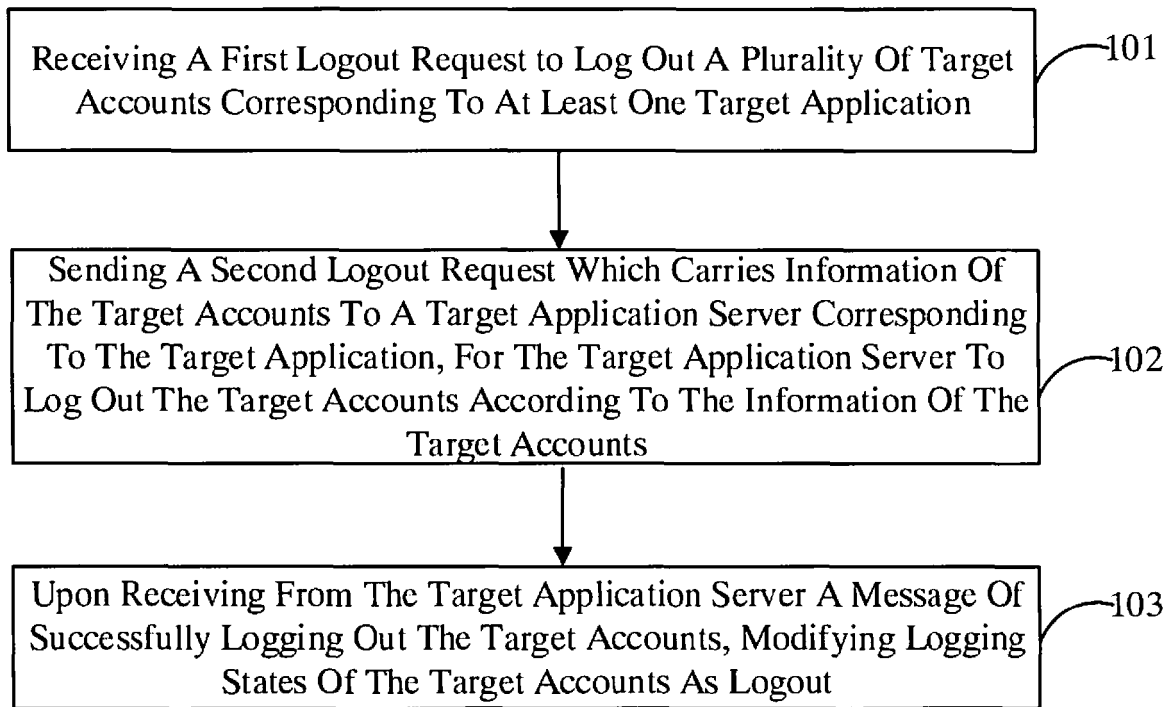 Receiving A First Logout Request to Log Out A Plurality Of Target
Accounts Corresponding To At Least One Target Application
101
Sending A Second Logout Request Which Carries Information Of
The Target Accounts To A Target Application Server Corresponding
To The Target Application, For The Target Application Server To
Log Out The Target Accounts According To The Information Of The
Target Accounts
102
Upon Receiving From The Target Application Server A Message Of
Successfully Logging Out The Target Accounts, Modifying Logging
States Of The Target Accounts As Logout
103